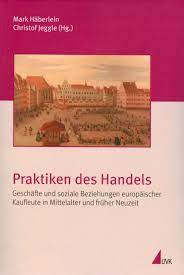 Mark Häberlein
Christof Jeggle (Hg.)
Praktiken des Handels
Geschäfte und soziale Beziehungen europäischer
Kaufleute in Mittelalter und früher Neuzeit
UVK